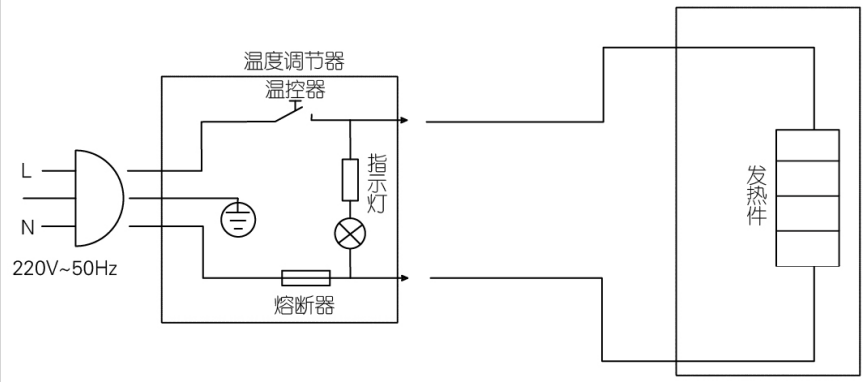 温度调节器
温控器
L
N
220V~50Hz
指示灯
熔断器
发热件